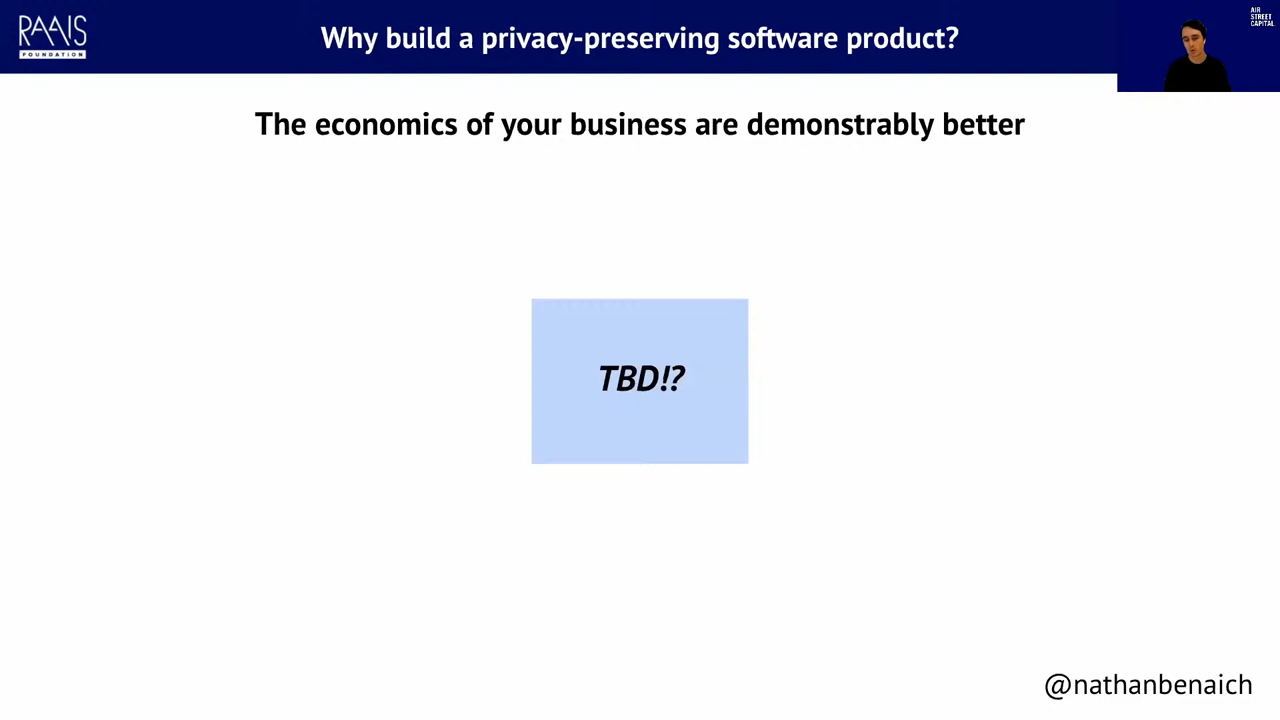 RAAIS
FOUNDATION
Why build a privacy-preserving software product?
AIR
STREET
CAPITAL
The economics of your business are demonstrably better
TBD!?
@nathanbenaich